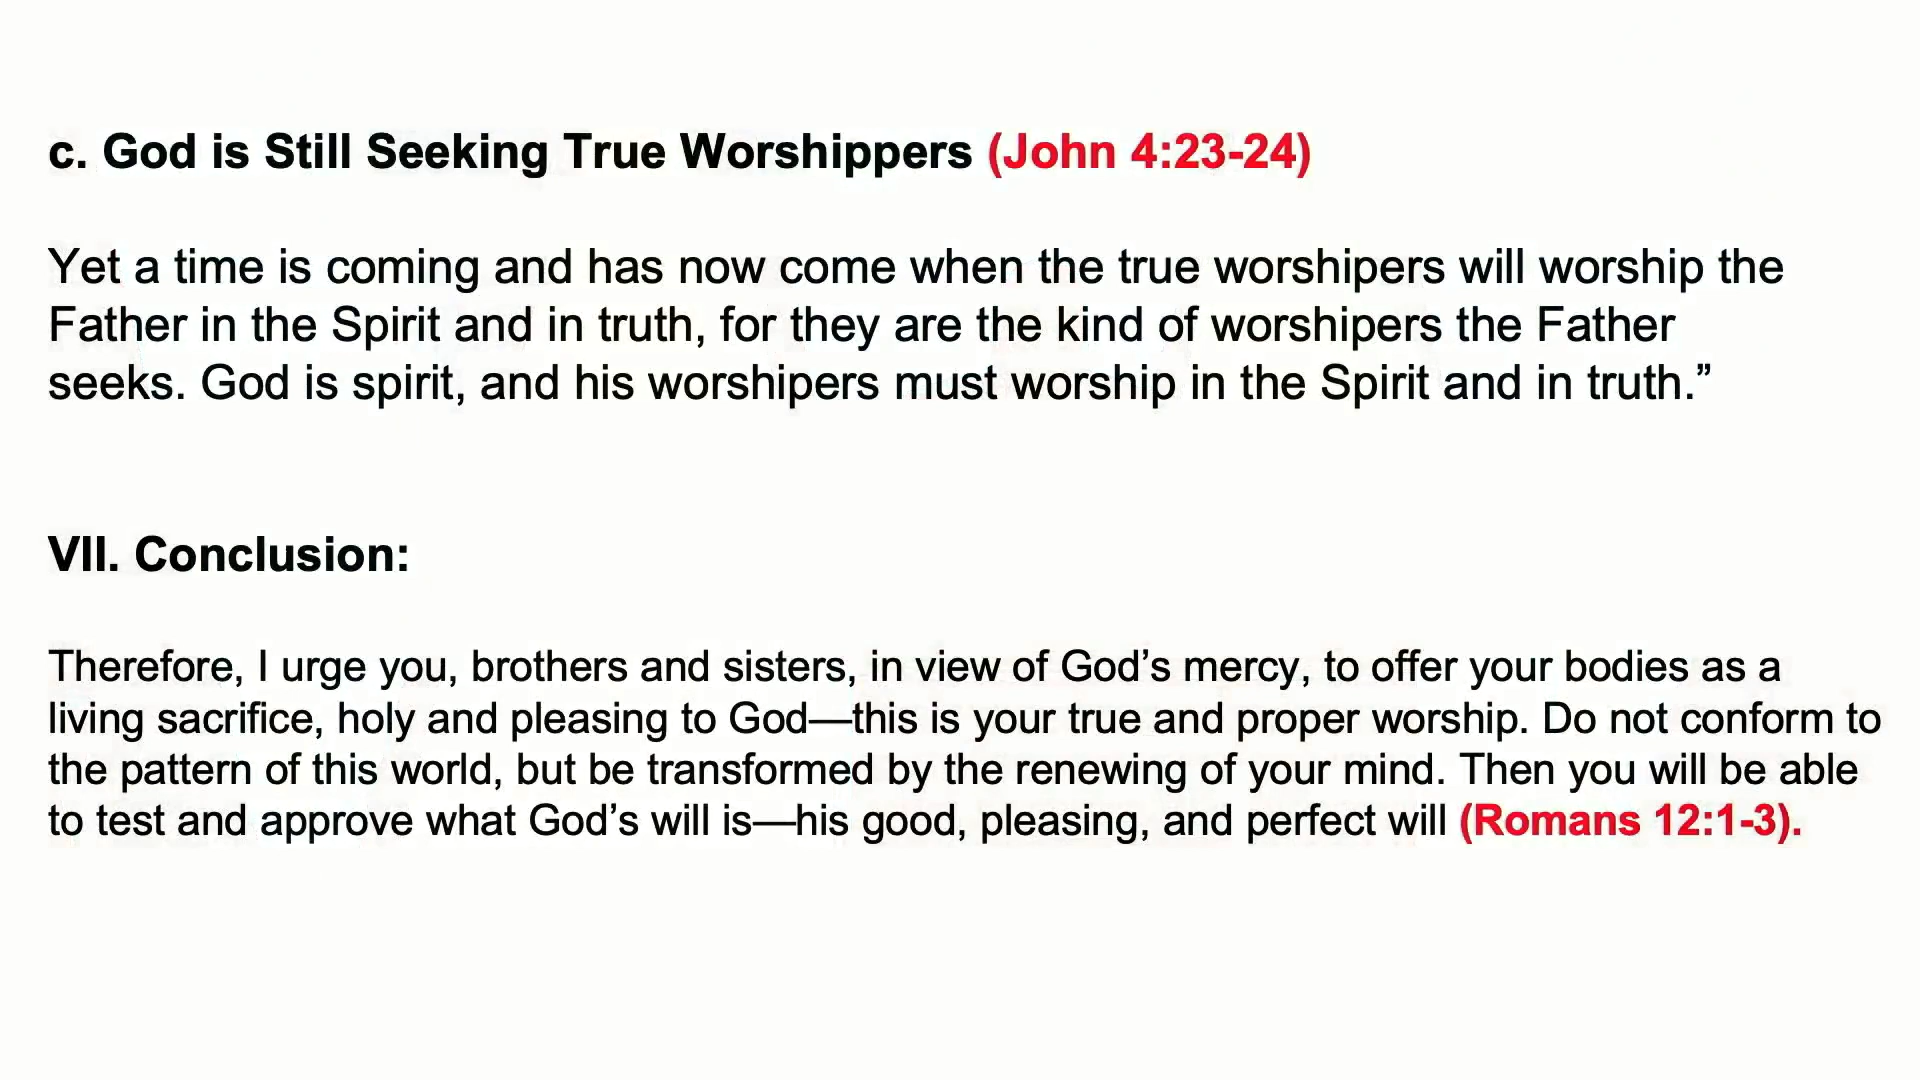 c. God is Still Seeking True Worshippers (John 4:23-24)
Yet a time is coming and has now come when the true worshipers will worship the
Father in the Spirit and in truth, for they are the kind of worshipers the Father
seeks. God is spirit, and his worshipers must worship in the Spirit and in truth.”
VII. Conclusion:
Therefore, I urge you, brothers and sisters, in view of God’s mercy, to offer your bodies as a
living sacrifice, holy and pleasing to God—this is your true and proper worship. Do not conform to
the pattern of this world, but be transformed by the renewing of your mind. Then you will be able
to test and approve what God’s will is—his good, pleasing, and perfect will (Romans 12:1-3).